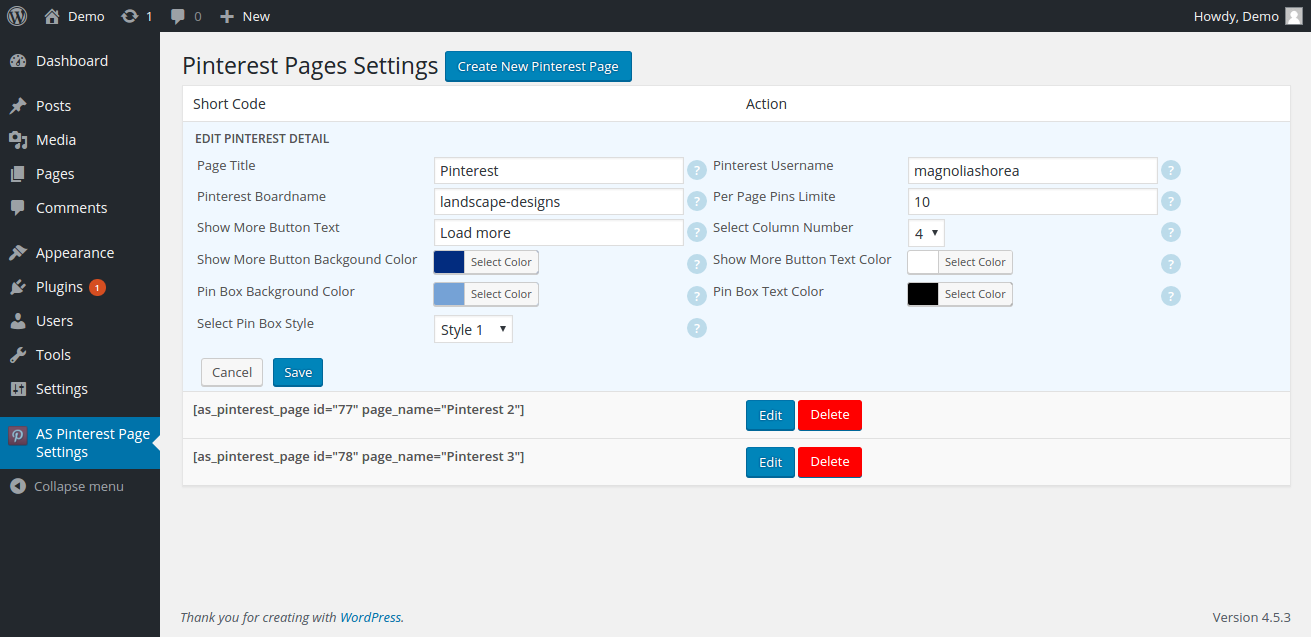 Demo 1 0 New Howdy, Demo
Dashboard
Posts
Media
Pages
Comments
Appearance
Plugins 1
Users
Tools
Settings
AS Pinterest Page
Settings
Collapse menu
Pinterest Pages Settings Create New Pinterest Page
Short Code Action
EDIT PINTEREST DETAIL
Page Title Pinterest ? Pinterest Username magnoliashorea ?
Pinterest Boardname landscape-designs ? Per Page Pins Limite 10 ?
Show More Button Text Load more ? Select Column Number 4 ?
Show More Button Backgound Color Select Color ? Show More Button Text Color Select Color ?
Pin Box Background Color Select Color ? Pin Box Text Color Select Color ?
Select Pin Box Style Style 1 ?
Cancel Save
[as_pinterest_page id="77" page_name="Pinterest 2"] Edit Delete
[as_pinterest_page id="78" page_name="Pinterest 3"] Edit Delete
Thank you for creating with WordPress. Version 4.5.3